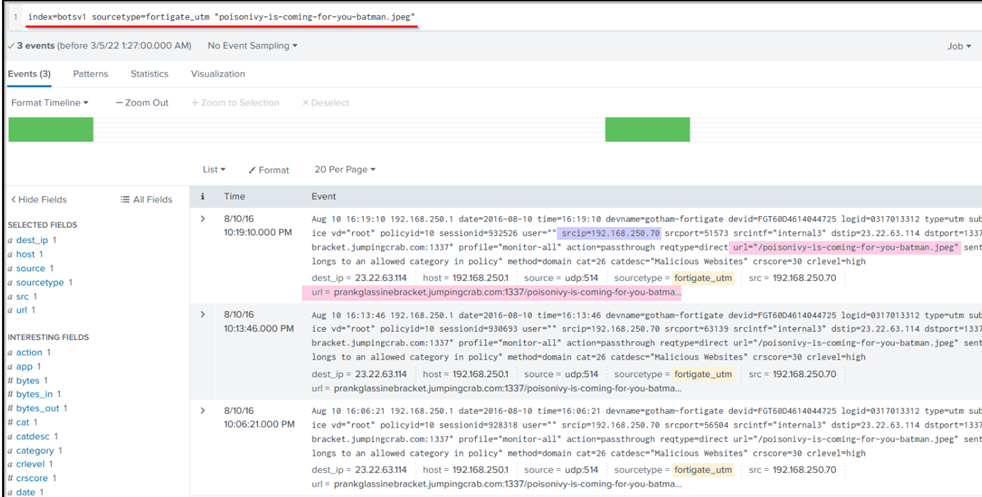 1 index=botsv1 sourcetype=fortigate_utm "poisonivy-is-coming-for-you-batman.jpeg"
✓ 3 events (before 3/5/22 1:27:00.000 AM) No Event Sampling ▾ Job ▾
Events (3) Patterns Statistics Visualization
Format Timeline ▾ — Zoom Out + Zoom to Selection × Deselect
List ▾ Format 20 Per Page ▾
< Hide Fields All Fields
i Time Event
SELECTED FIELDS
a dest_ip 1
a host 1
a source 1
a sourcetype 1
a src 1
a url 1
INTERESTING FIELDS
a action 1
a app 1
# bytes 1
# bytes_in 1
# bytes_out 1
# cat 1
a catdesc 1
a category 1
a crlevel 1
# crscore 1
a date 1
> 8/10/16 Aug 10 16:19:10 192.168.250.1 date=2016-08-10 time=16:19:10 devname=gotham-fortigate devid=FGT60D4614044725 logid=0317013312 type=utm sub
10:19:10.000 PM ice vd="root" policyid=10 sessionid=932526 user="" srcip=192.168.250.70 srcport=51573 srcintf="internal3" dstip=23.22.63.114 dstport=1337
bracket.jumpingcrab.com:1337" profile="monitor-all" action=passthrough reqtype=direct url="/poisonivy-is-coming-for-you-batman.jpeg" sent
longs to an allowed category in policy" method=domain cat=26 catdesc="Malicious Websites" crscore=30 crlevel=high
dest_ip = 23.22.63.114 host = 192.168.250.1 source = udp:514 sourcetype = fortigate_utm src = 192.168.250.70
url = prankglassinebracket.jumpingcrab.com:1337/poisonivy-is-coming-for-you-batma...
> 8/10/16 Aug 10 16:13:46 192.168.250.1 date=2016-08-10 time=16:13:46 devname=gotham-fortigate devid=FGT60D4614044725 logid=0317013312 type=utm sub
10:13:46.000 PM ice vd="root" policyid=10 sessionid=930693 user="" srcip=192.168.250.70 srcport=63139 srcintf="internal3" dstip=23.22.63.114 dstport=1337
bracket.jumpingcrab.com:1337" profile="monitor-all" action=passthrough reqtype=direct url="/poisonivy-is-coming-for-you-batman.jpeg" sent
longs to an allowed category in policy" method=domain cat=26 catdesc="Malicious Websites" crscore=30 crlevel=high
dest_ip = 23.22.63.114 host = 192.168.250.1 source = udp:514 sourcetype = fortigate_utm src = 192.168.250.70
url = prankglassinebracket.jumpingcrab.com:1337/poisonivy-is-coming-for-you-batma...
> 8/10/16 Aug 10 16:06:21 192.168.250.1 date=2016-08-10 time=16:06:21 devname=gotham-fortigate devid=FGT60D4614044725 logid=0317013312 type=utm sub
10:06:21.000 PM ice vd="root" policyid=10 sessionid=928318 user="" srcip=192.168.250.70 srcport=56504 srcintf="internal3" dstip=23.22.63.114 dstport=1337
bracket.jumpingcrab.com:1337" profile="monitor-all" action=passthrough reqtype=direct url="/poisonivy-is-coming-for-you-batman.jpeg" sent
longs to an allowed category in policy" method=domain cat=26 catdesc="Malicious Websites" crscore=30 crlevel=high
dest_ip = 23.22.63.114 host = 192.168.250.1 source = udp:514 sourcetype = fortigate_utm src = 192.168.250.70
url = prankglassinebracket.jumpingcrab.com:1337/poisonivy-is-coming-for-you-batma...